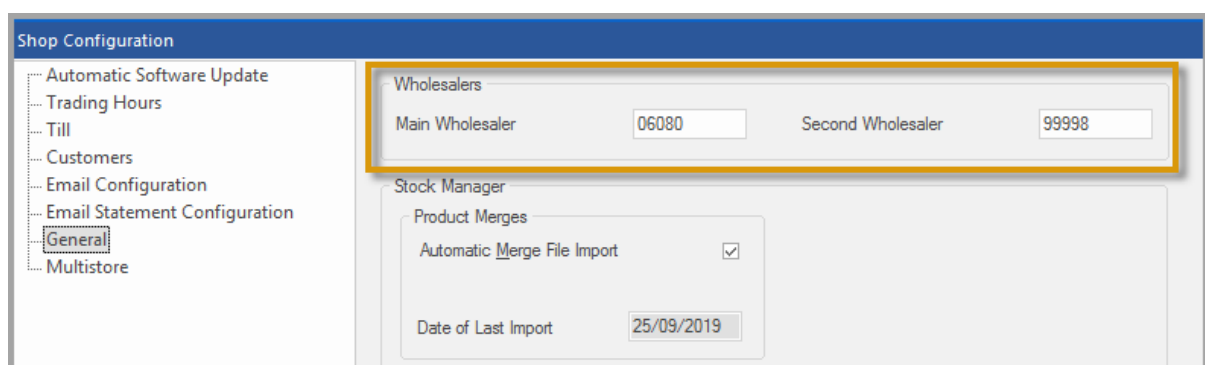 Shop Configuration
Automatic Software Update
Trading Hours
Till
Customers
Email Configuration
Email Statement Configuration
General
Multistore
Wholesalers
Main Wholesaler 06080 Second Wholesaler 99998
Stock Manager
Product Merges
Automatic Merge File Import
Date of Last Import 25/09/2019